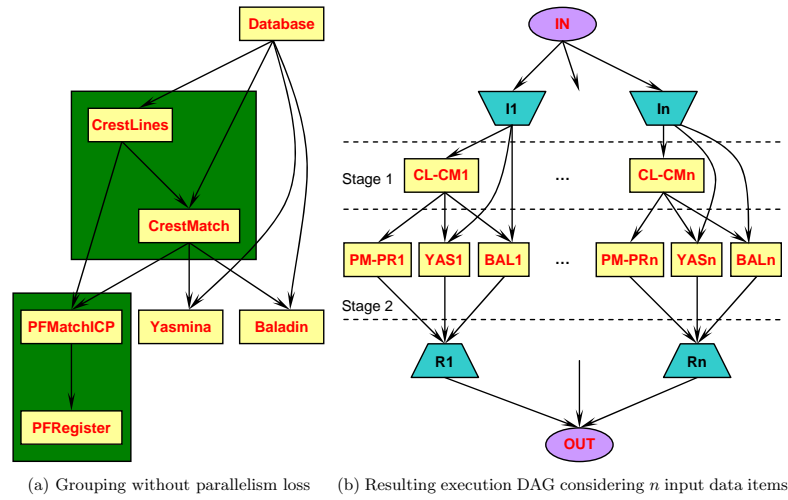 Database
CrestLines
CrestMatch
PFMatchICP
Yasmina
Baladin
PFRegister
(a) Grouping without parallelism loss
IN
I1
In
Stage 1
CL-CM1
...
CL-CMn
PM-PR1
YAS1
BAL1
...
PM-PRn
YASn
BALn
Stage 2
R1
Rn
OUT
(b) Resulting execution DAG considering n input data items